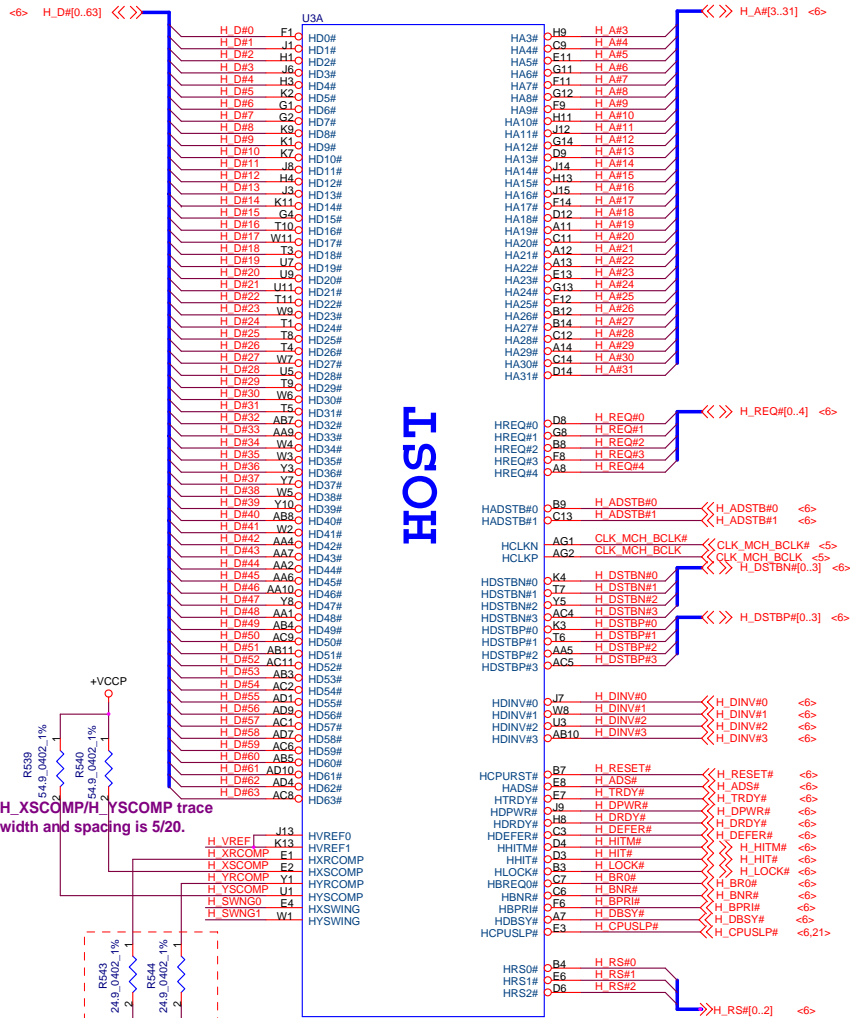 <6> H_D#[0..63]
U3A
H_A#[3..31] <6>
H_D#0 F1 HD0#
H_D#1 J1 HD1#
H_D#2 H1 HD2#
H_D#3 J6 HD3#
H_D#4 H3 HD4#
H_D#5 K2 HD5#
H_D#6 G1 HD6#
H_D#7 G2 HD7#
H_D#8 K9 HD8#
H_D#9 K1 HD9#
H_D#10 K7 HD10#
H_D#11 J8 HD11#
H_D#12 H4 HD12#
H_D#13 J3 HD13#
H_D#14 K11 HD14#
H_D#15 G4 HD15#
H_D#16 T10 HD16#
H_D#17 W11 HD17#
H_D#18 T3 HD18#
H_D#19 U7 HD19#
H_D#20 U9 HD20#
H_D#21 U11 HD21#
H_D#22 T11 HD22#
H_D#23 W9 HD23#
H_D#24 T1 HD24#
H_D#25 T8 HD25#
H_D#26 T4 HD26#
H_D#27 W7 HD27#
H_D#28 U5 HD28#
H_D#29 T9 HD29#
H_D#30 W6 HD30#
H_D#31 T5 HD31#
H_D#32 AB7 HD32#
H_D#33 AA9 HD33#
H_D#34 W4 HD34#
H_D#35 W3 HD35#
H_D#36 Y3 HD36#
H_D#37 Y7 HD37#
H_D#38 W5 HD38#
H_D#39 Y10 HD39#
H_D#40 AB8 HD40#
H_D#41 W2 HD41#
H_D#42 AA4 HD42#
H_D#43 AA7 HD43#
H_D#44 AA2 HD44#
H_D#45 AA6 HD45#
H_D#46 AA10 HD46#
H_D#47 Y8 HD47#
H_D#48 AA1 HD48#
H_D#49 AB4 HD49#
H_D#50 AC9 HD50#
H_D#51 AB11 HD51#
H_D#52 AC11 HD52#
H_D#53 AB3 HD53#
H_D#54 AC2 HD54#
H_D#55 AD1 HD55#
H_D#56 AD9 HD56#
H_D#57 AC1 HD57#
H_D#58 AD7 HD58#
H_D#59 AC6 HD59#
H_D#60 AB5 HD60#
H_D#61 AD10 HD61#
H_D#62 AD4 HD62#
H_D#63 AC8 HD63#
HOST
HA3# H9 H_A#3
HA4# C9 H_A#4
HA5# E11 H_A#5
HA6# G11 H_A#6
HA7# F11 H_A#7
HA8# G12 H_A#8
HA9# F9 H_A#9
HA10# H11 H_A#10
HA11# J12 H_A#11
HA12# G14 H_A#12
HA13# D9 H_A#13
HA14# J14 H_A#14
HA15# H13 H_A#15
HA16# J15 H_A#16
HA17# F14 H_A#17
HA18# D12 H_A#18
HA19# A11 H_A#19
HA20# C11 H_A#20
HA21# A12 H_A#21
HA22# A13 H_A#22
HA23# E13 H_A#23
HA24# G13 H_A#24
HA25# F12 H_A#25
HA26# B12 H_A#26
HA27# B14 H_A#27
HA28# C12 H_A#28
HA29# A14 H_A#29
HA30# C14 H_A#30
HA31# D14 H_A#31
HREQ#0 D8 H_REQ#0 H_REQ#[0..4] <6>
HREQ#1 G8 H_REQ#1
HREQ#2 B8 H_REQ#2
HREQ#3 F8 H_REQ#3
HREQ#4 A8 H_REQ#4
HADSTB#0 B9 H_ADSTB#0 H_ADSTB#0 <6>
HADSTB#1 C13 H_ADSTB#1 H_ADSTB#1 <6>
HCLKN AG1 CLK_MCH_BCLK# CLK_MCH_BCLK# <5>
HCLKP AG2 CLK_MCH_BCLK CLK_MCH_BCLK <5>
H_DSTBN#[0..3] <6>
HDSTBN#0 K4 H_DSTBN#0
HDSTBN#1 T7 H_DSTBN#1
HDSTBN#2 Y5 H_DSTBN#2
HDSTBN#3 AC4 H_DSTBN#3
HDSTBP#0 K3 H_DSTBP#0 H_DSTBP#[0..3] <6>
HDSTBP#1 T6 H_DSTBP#1
HDSTBP#2 AA5 H_DSTBP#2
HDSTBP#3 AC5 H_DSTBP#3
HDINV#0 J7 H_DINV#0 H_DINV#0 <6>
HDINV#1 W8 H_DINV#1 H_DINV#1 <6>
HDINV#2 U3 H_DINV#2 H_DINV#2 <6>
HDINV#3 AB10 H_DINV#3 H_DINV#3 <6>
HCPURST# B7 H_RESET# H_RESET# <6>
HADS# E8 H_ADS# H_ADS# <6>
HTRDY# E7 H_TRDY# H_TRDY# <6>
HDPWR# J9 H_DPWR# H_DPWR# <6>
HDRDY# H8 H_DRDY# H_DRDY# <6>
HDEFER# C3 H_DEFER# H_DEFER# <6>
HHITM# D4 H_HITM# H_HITM# <6>
HHIT# D3 H_HIT# H_HIT# <6>
HLOCK# B3 H_LOCK# H_LOCK# <6>
HBREQ0# C7 H_BR0# H_BR0# <6>
HBNR# C6 H_BNR# H_BNR# <6>
HBPRI# F6 H_BPRI# H_BPRI# <6>
HDBSY# A7 H_DBSY# H_DBSY# <6>
HCPUSLP# E3 H_CPUSLP# H_CPUSLP# <6,21>
HRS0# B4 H_RS#0
HRS1# E6 H_RS#1
HRS2# D6 H_RS#2
H_RS#[0..2] <6>
+VCCP
R539 54.9_0402_1% 1 2
R540 54.9_0402_1% 1 2
H_XSCOMP/H_YSCOMP trace
width and spacing is 5/20.
J13 HVREF0
H_VREF K13 HVREF1
H_XRCOMP E1 HXRCOMP
H_XSCOMP E2 HXSCOMP
H_YRCOMP Y1 HYRCOMP
H_YSCOMP U1 HYSCOMP
H_SWNG0 E4 HXSWING
H_SWNG1 W1 HYSWING
R543 24.9_0402_1% 1 2
R544 24.9_0402_1% 1 2